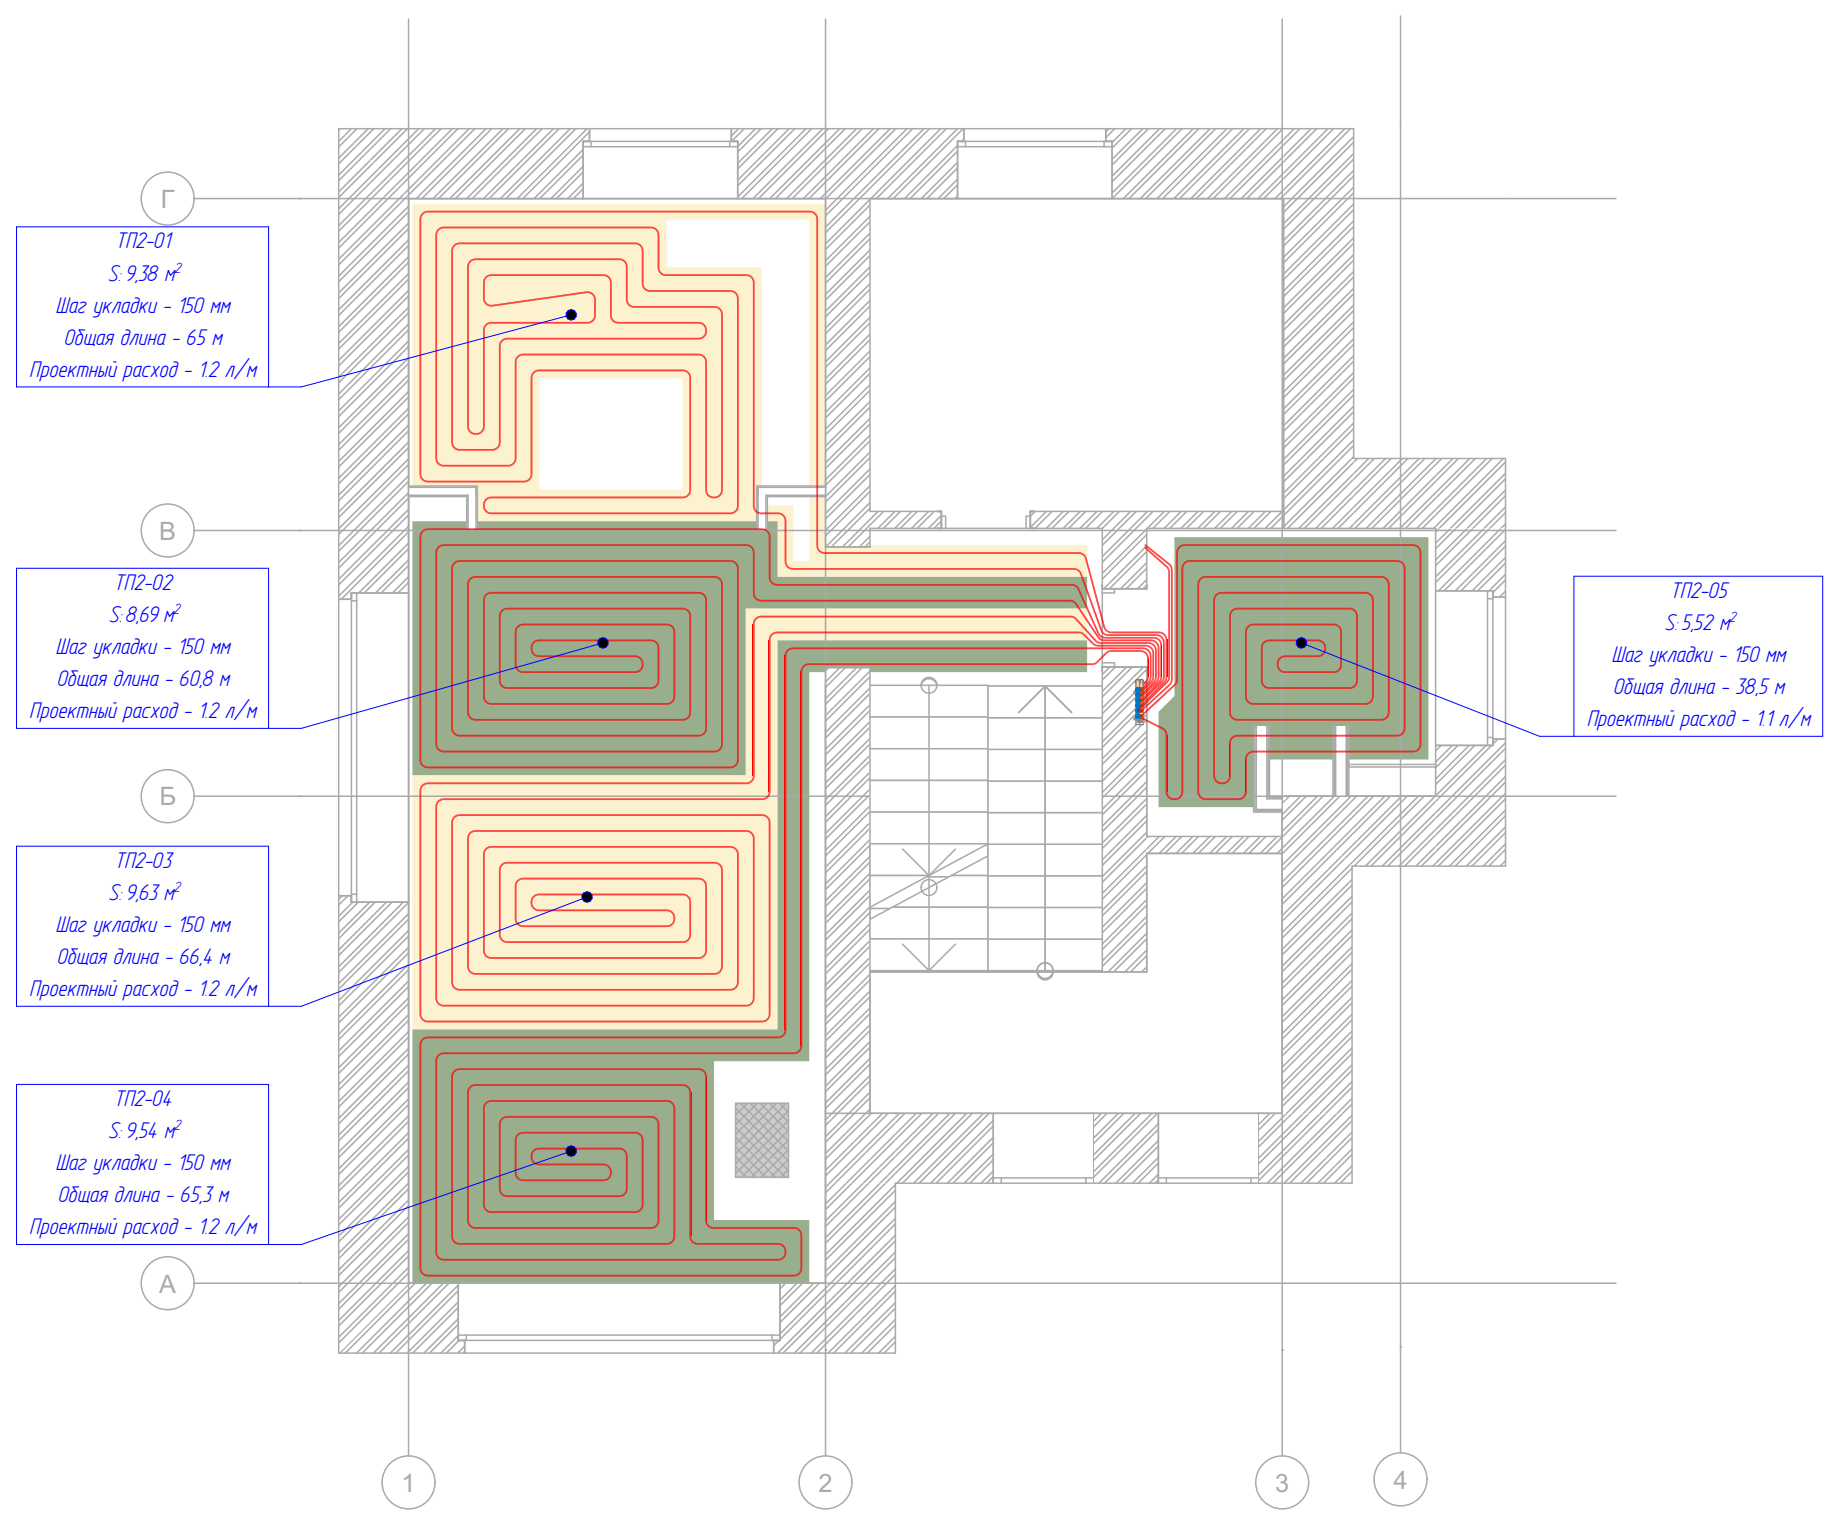 Г
ТП2-01
S: 9,38 м²
Шаг укладки - 150 мм
Общая длина - 65 м
Проектный расход - 1.2 л/м
В
ТП2-02
S: 8,69 м²
Шаг укладки - 150 мм
Общая длина - 60,8 м
Проектный расход - 1.2 л/м
ТП2-05
S: 5,52 м²
Шаг укладки - 150 мм
Общая длина - 38,5 м
Проектный расход - 1.1 л/м
Б
ТП2-03
S: 9,63 м²
Шаг укладки - 150 мм
Общая длина - 66,4 м
Проектный расход - 1.2 л/м
ТП2-04
S: 9,54 м²
Шаг укладки - 150 мм
Общая длина - 65,3 м
Проектный расход - 1.2 л/м
А
1
2
3
4